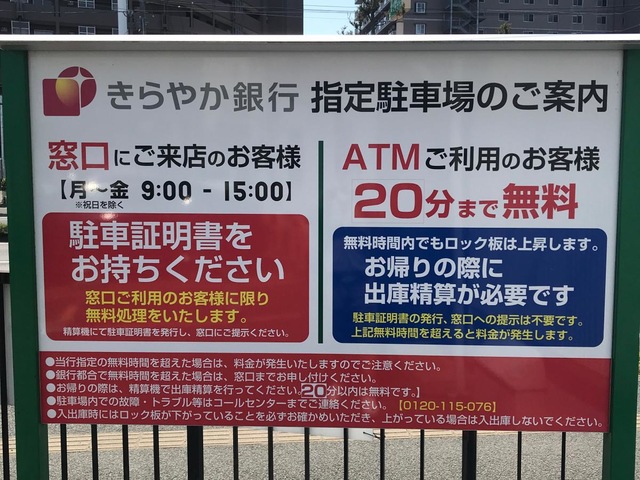 きらやか銀行 指定駐車場のご案内
窓口にご来店のお客様
【月～金 9:00 - 15:00】
※祝日を除く
駐車証明書を
お持ちください
窓口ご利用のお客様に限り
無料処理をいたします。
精算機にて駐車証明書を発行し、窓口にご提示ください。
ATMご利用のお客様
20分まで無料
無料時間内でもロック板は上昇します。
お帰りの際に
出庫精算が必要です
駐車証明書の発行、窓口への提示は不要です。
上記無料時間を超えると料金が発生します。
●当行指定の無料時間を超えた場合は、料金が発生いたしますのでご注意ください。
●銀行都合で無料時間を超えた場合は、窓口までお申し付けください。
●お帰りの際は、精算機で出庫精算を行ってください。【20分以内は無料です。】
●駐車場内での故障・トラブル等はコールセンターまでご連絡ください。【0120-115-076】
●入出庫時にはロック板が下がっていることを必ずお確かめいただき、上がっている場合は入出庫しないでください。